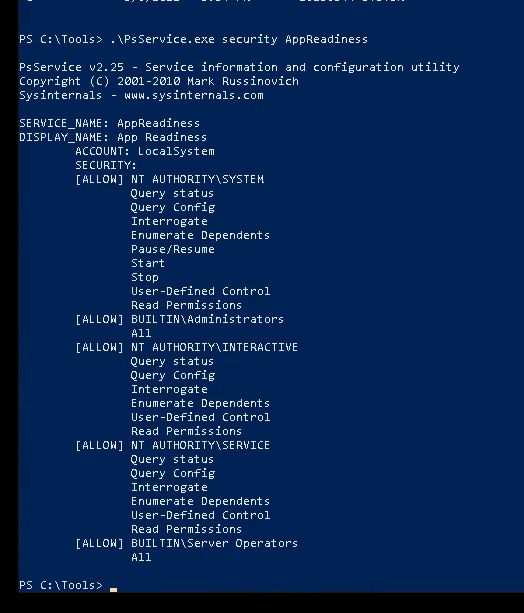 PS C:\Tools> .\PsService.exe security AppReadiness
PsService v2.25 - Service information and configuration utility
Copyright (C) 2001-2010 Mark Russinovich
Sysinternals - www.sysinternals.com
SERVICE_NAME: AppReadiness
DISPLAY_NAME: App Readiness
ACCOUNT: LocalSystem
SECURITY:
[ALLOW] NT AUTHORITY\SYSTEM
Query status
Query Config
Interrogate
Enumerate Dependents
Pause/Resume
Start
Stop
User-Defined Control
Read Permissions
[ALLOW] BUILTIN\Administrators
All
[ALLOW] NT AUTHORITY\INTERACTIVE
Query status
Query Config
Interrogate
Enumerate Dependents
User-Defined Control
Read Permissions
[ALLOW] NT AUTHORITY\SERVICE
Query status
Query Config
Interrogate
Enumerate Dependents
User-Defined Control
Read Permissions
[ALLOW] BUILTIN\Server Operators
All
PS C:\Tools>